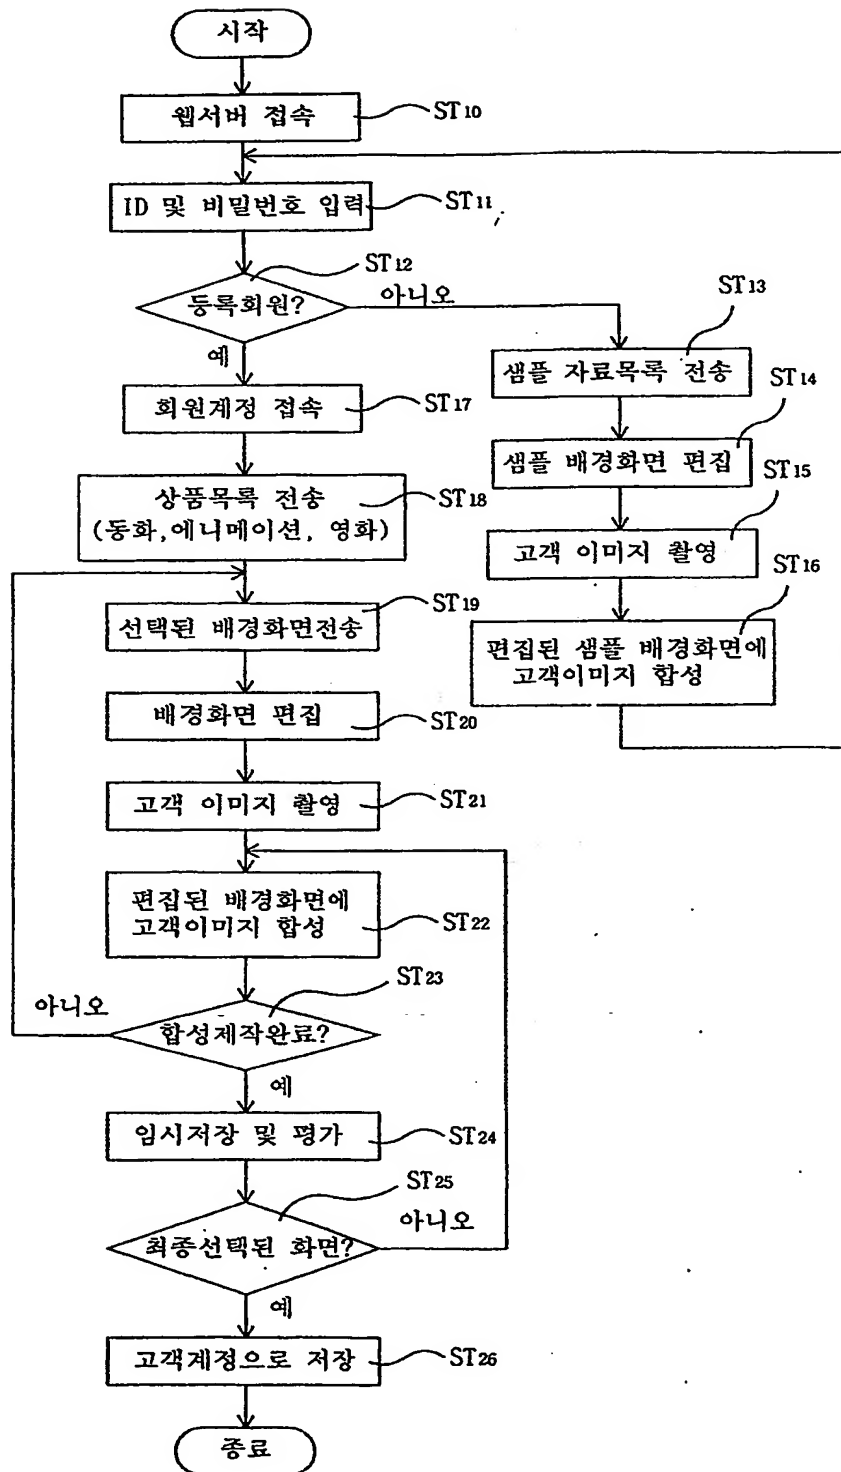 시작
웹서버 접속
ST10
ID 및 비밀번호 입력
ST11
ST12
등록회원?
아니오
예
ST13
샘플 자료목록 전송
ST14
샘플 배경화면 편집
ST15
고객 이미지 촬영
ST16
편집된 샘플 배경화면에
고객이미지 합성
회원계정 접속
ST17
상품목록 전송
(동화,에니메이션, 영화)
ST18
선택된 배경화면전송
ST19
배경화면 편집
ST20
고객 이미지 촬영
ST21
편집된 배경화면에
고객이미지 합성
ST22
ST23
아니오
합성제작완료?
예
임시저장 및 평가
ST24
ST25
아니오
최종선택된 화면?
예
고객계정으로 저장
ST26
종료